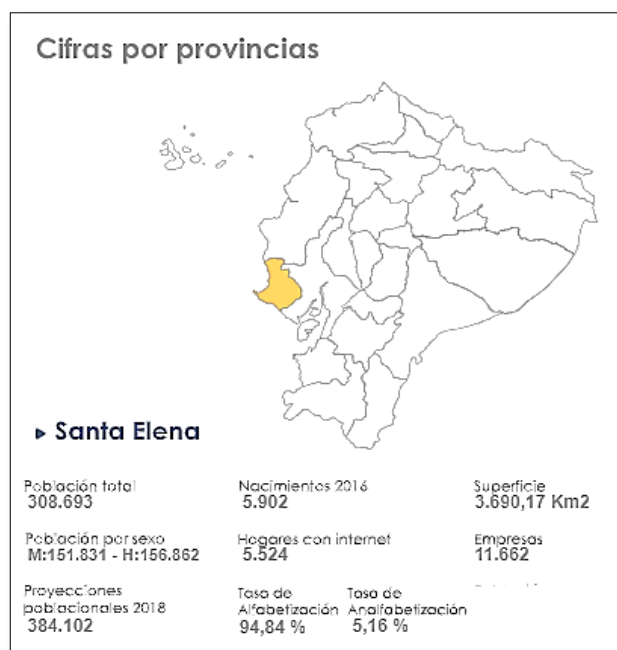 Cifras por provincias
▸ Santa Elena
Población total
308.693
Nacimientos 2016
5.902
Superficie
3.690,17 Km2
Población por sexo
M:151.831 - H:156.862
Hogares con internet
5.524
Empresas
11.662
Proyecciones
poblacionales 2018
384.102
Tasa de
Alfabetización
94,84 %
Tasa de
Analfabetización
5,16 %